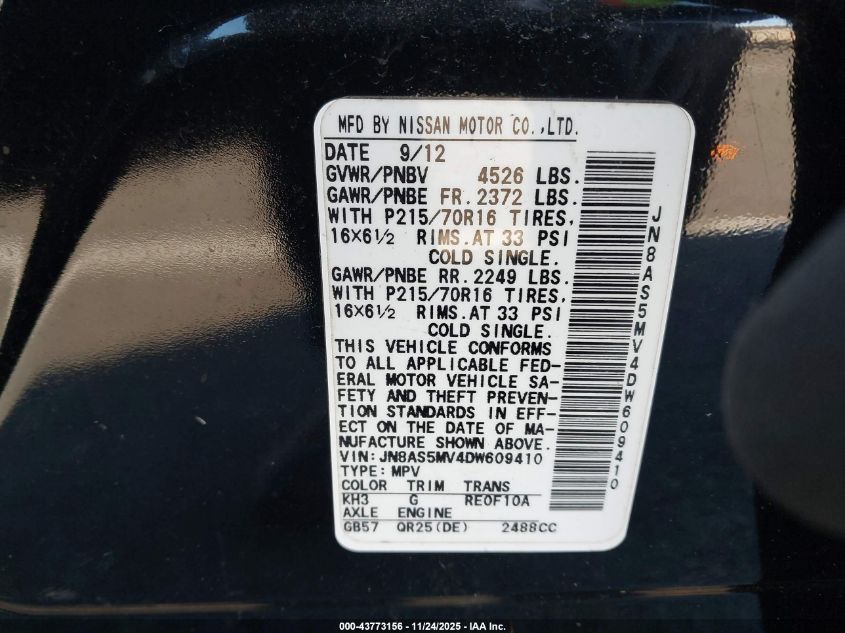 MFD BY NISSAN MOTOR CO.,LTD.
DATE 9/12
GVWR/PNBV 4526 LBS.
GAWR/PNBE FR.2372 LBS.
WITH P215/70R16 TIRES,
16X6½ RIMS.AT 33 PSI
COLD SINGLE.
GAWR/PNBE RR.2249 LBS.
WITH P215/70R16 TIRES,
16X6½ RIMS.AT 33 PSI
COLD SINGLE.
THIS VEHICLE CONFORMS
TO ALL APPLICABLE FED-
ERAL MOTOR VEHICLE SA-
FETY AND THEFT PREVEN-
TION STANDARDS IN EFF-
ECT ON THE DATE OF MA-
NUFACTURE SHOWN ABOVE.
VIN: JN8AS5MV4DW609410
TYPE: MPV
COLOR TRIM TRANS
KH3 G RE0F10A
AXLE ENGINE
GB57 QR25(DE) 2488CC
JN8AS5MV4DW609410
000-43773156 - 11/24/2025 - IAA Inc.